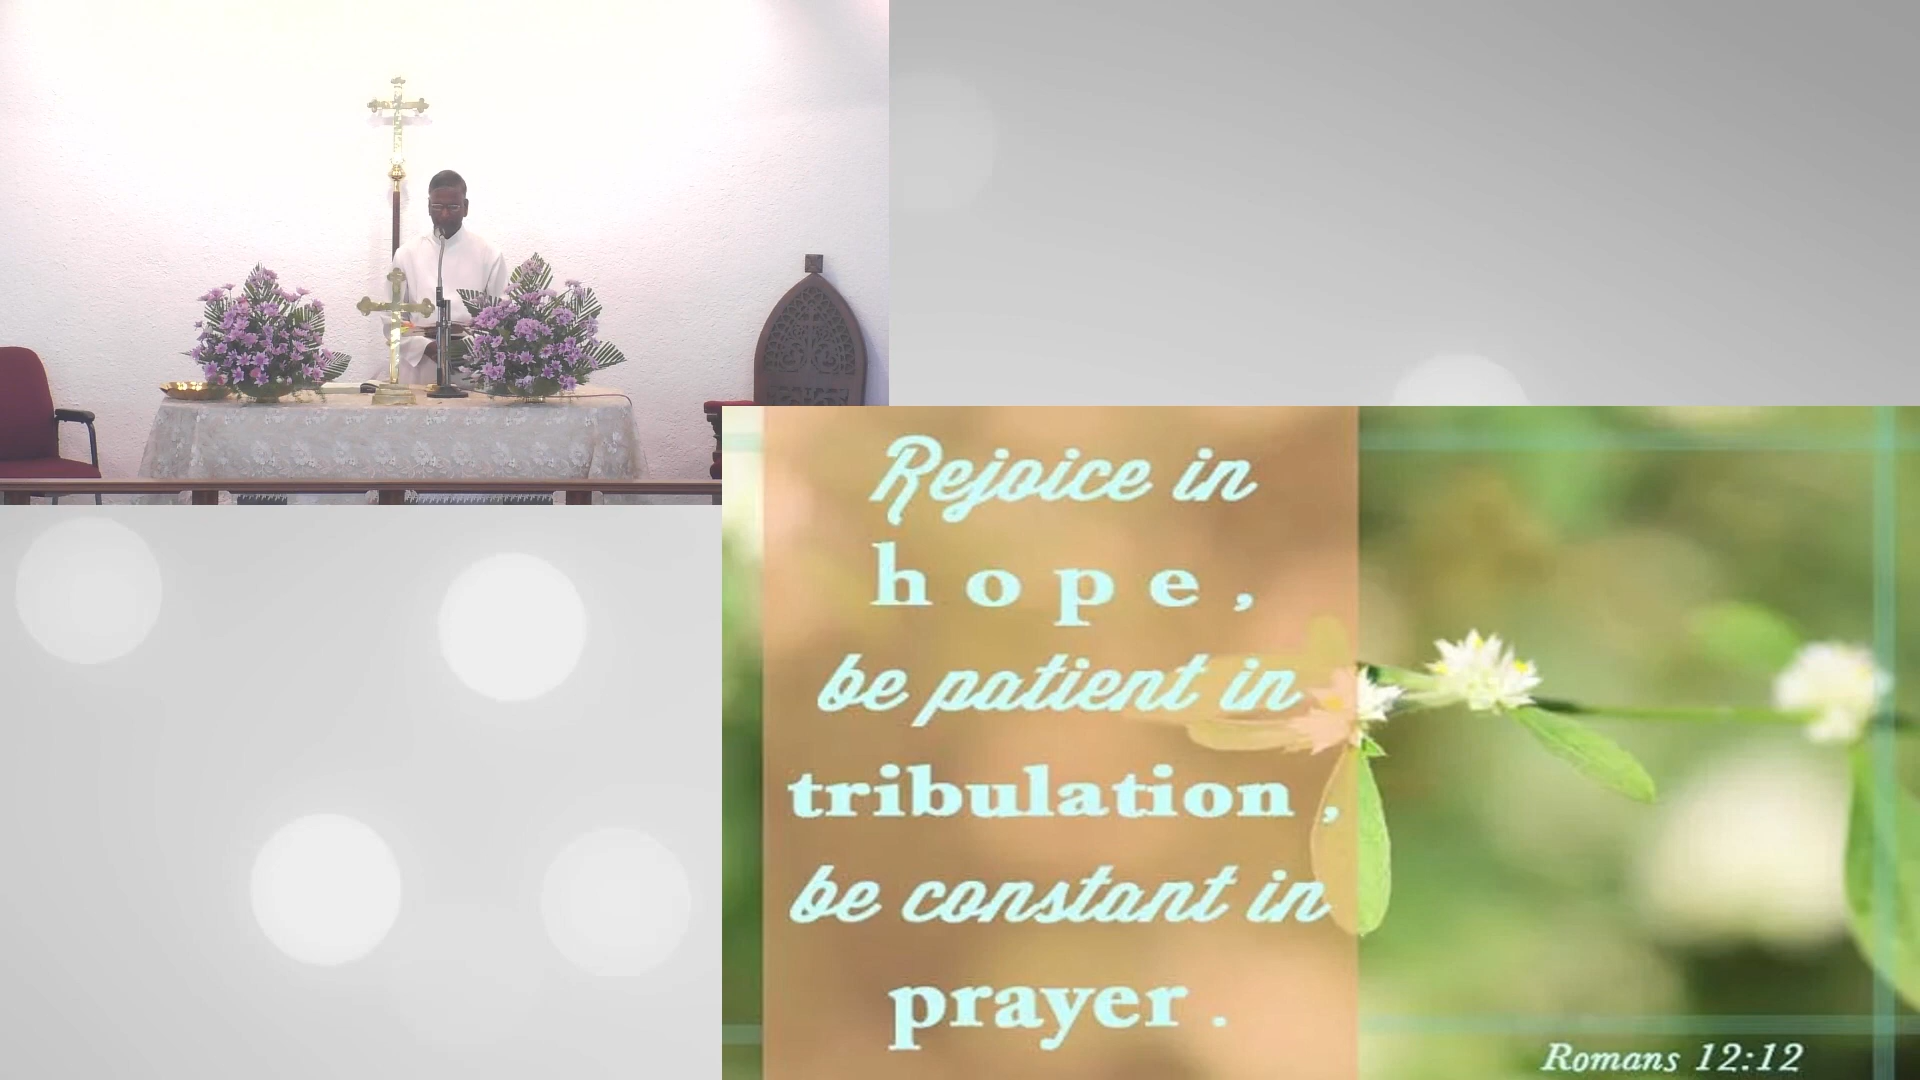 Rejoice in
hope,
be patient in
tribulation,
be constant in
prayer.
Romans 12:12